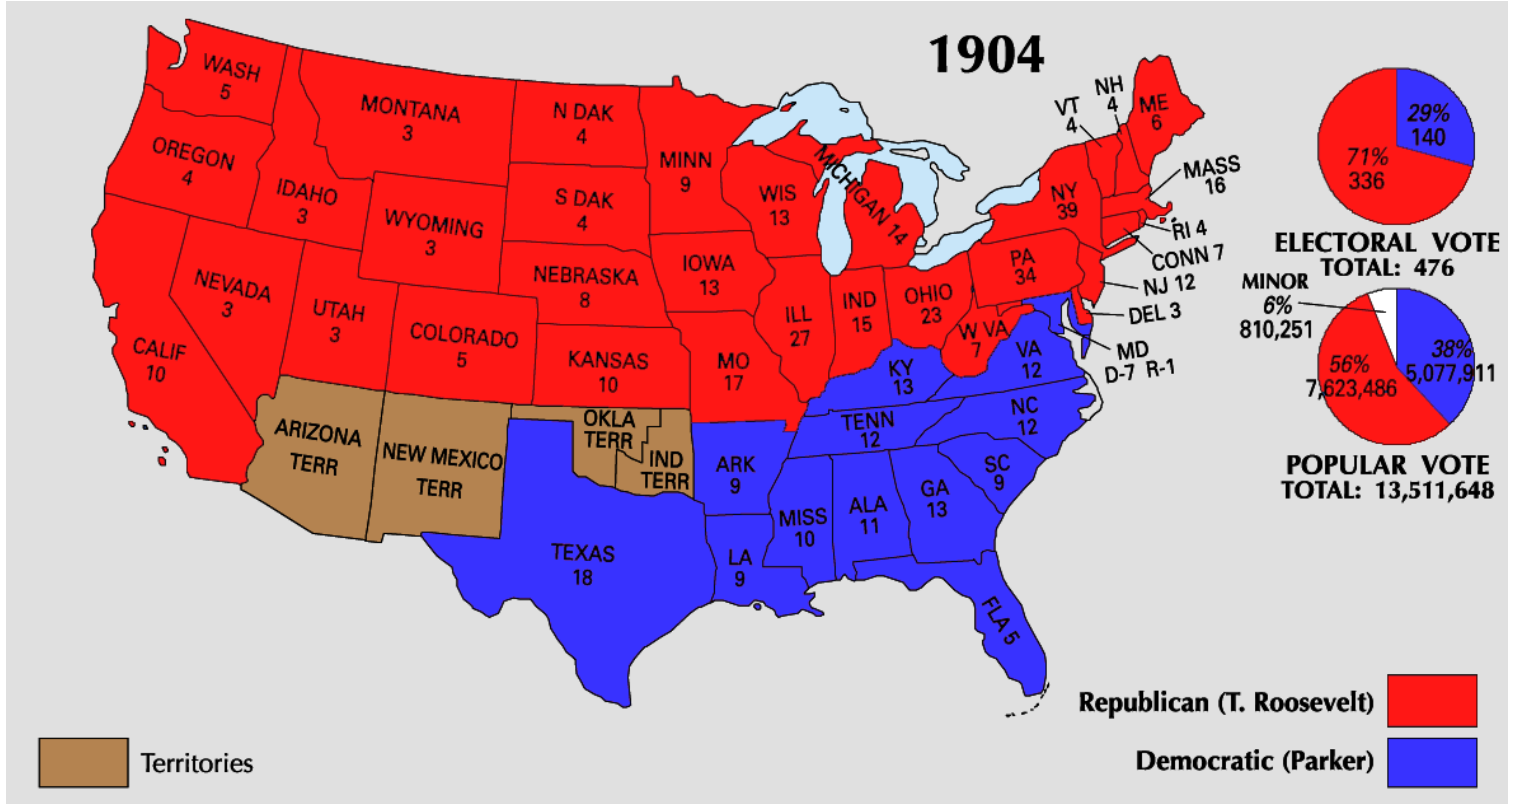 1904
WASH
5
OREGON
4
CALIF
10
IDAHO
3
NEVADA
3
MONTANA
3
WYOMING
3
UTAH
3
COLORADO
5
ARIZONA
TERR
NEW MEXICO
TERR
N DAK
4
S DAK
4
NEBRASKA
8
KANSAS
10
OKLA
TERR
IND
TERR
TEXAS
18
MINN
9
IOWA
13
MO
17
ARK
9
LA
9
WIS
13
ILL
27
MICHIGAN 14
IND
15
OHIO
23
KY
13
TENN
12
MISS
10
ALA
11
GA
13
FLA 5
SC
9
NC
12
VA
12
W VA
7
PA
34
NY
39
VT
4
NH
4
ME
6
MASS
16
RI 4
CONN 7
NJ 12
DEL 3
MD
D-7 R-1
29%
140
71%
336
ELECTORAL VOTE
TOTAL: 476
MINOR
6%
810,251
38%
5,077,911
56%
7,623,486
POPULAR VOTE
TOTAL: 13,511,648
Republican (T. Roosevelt)
Democratic (Parker)
Territories